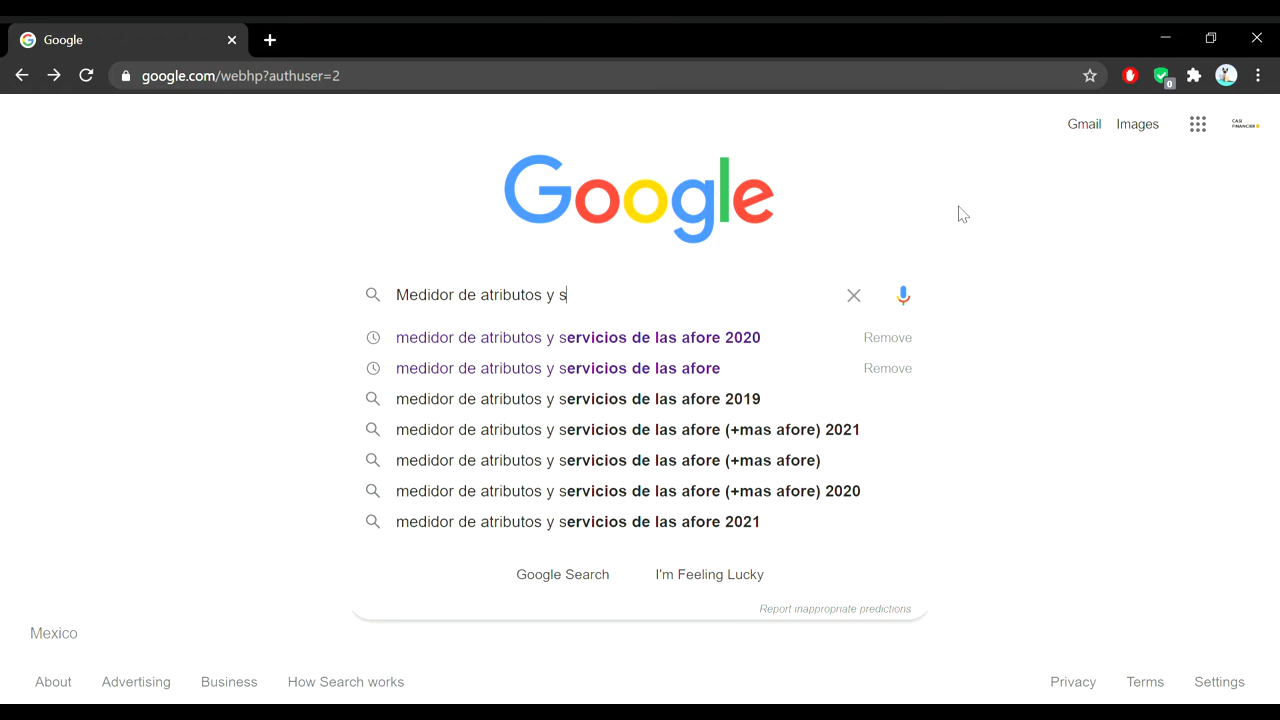 Google
google.com/webhp?authuser=2
0
Gmail Images
CASI
FINANCIER
Google
Medidor de atributos y s
medidor de atributos y servicios de las afore 2020 Remove
medidor de atributos y servicios de las afore Remove
medidor de atributos y servicios de las afore 2019
medidor de atributos y servicios de las afore (+mas afore) 2021
medidor de atributos y servicios de las afore (+mas afore)
medidor de atributos y servicios de las afore (+mas afore) 2020
medidor de atributos y servicios de las afore 2021
Google Search I'm Feeling Lucky
Report inappropriate predictions
Mexico
About Advertising Business How Search works Privacy Terms Settings